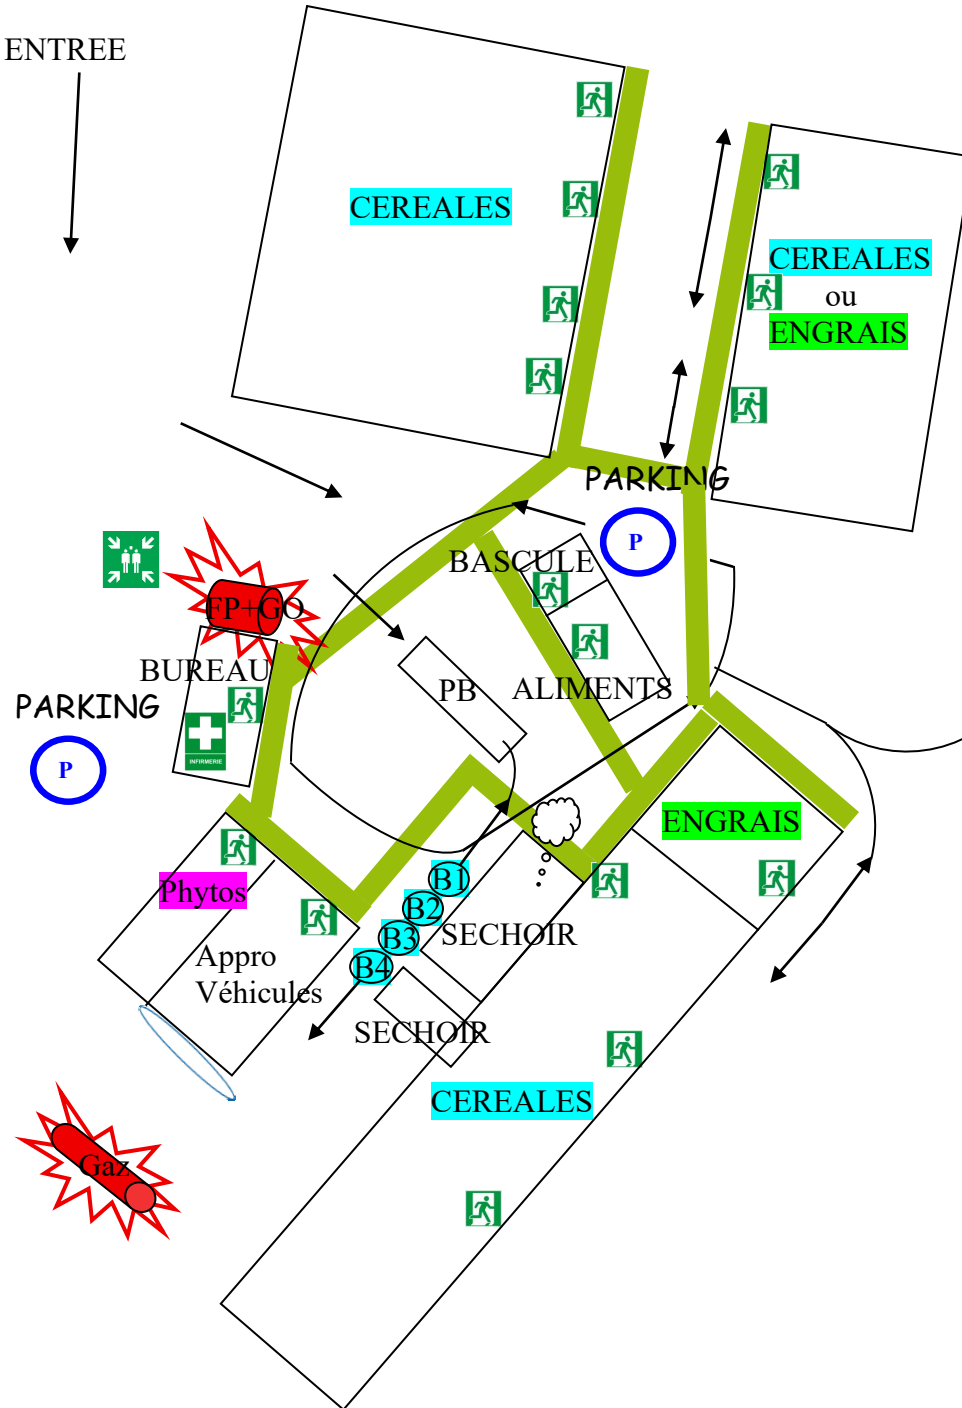 ENTREE
CEREALES
CEREALES
ou
ENGRAIS
PARKING
P
BASCULE
FP+GO
BUREAU
PB
ALIMENTS
PARKING
P
INFIRMERIE
ENGRAIS
Phytos
B1
B2
B3
B4
SECHOIR
Appro
Véhicules
SECHOIR
CEREALES
Gaz